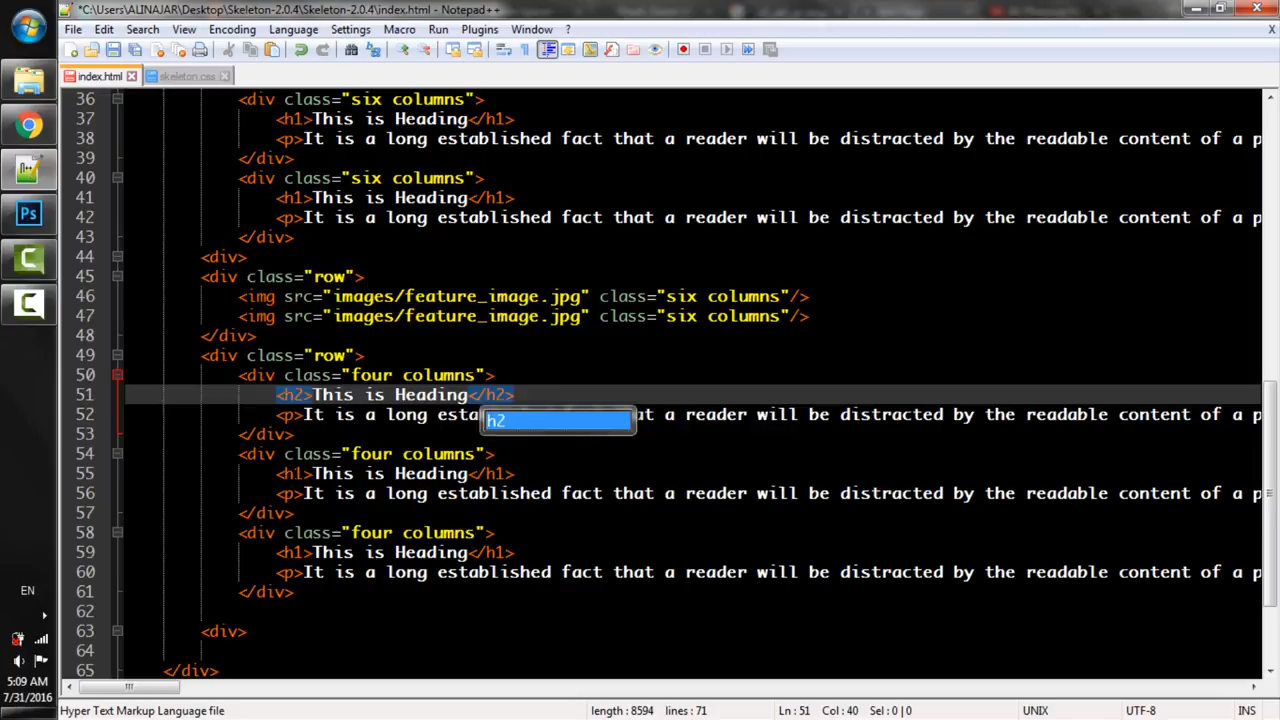 *C:\Users\ALINAJAR\Desktop\Skeleton-2.0.4\Skeleton-2.0.4\index.html - Notepad++
File Edit Search View Encoding Language Settings Macro Run Plugins Window ? X
index.html skeleton.css
36 <div class="six columns">
37 <h1>This is Heading</h1>
38 <p>It is a long established fact that a reader will be distracted by the readable content of a p
39 </div>
40 <div class="six columns">
41 <h1>This is Heading</h1>
42 <p>It is a long established fact that a reader will be distracted by the readable content of a p
43 </div>
44 <div>
45 <div class="row">
46 <img src="images/feature_image.jpg" class="six columns"/>
47 <img src="images/feature_image.jpg" class="six columns"/>
48 </div>
49 <div class="row">
50 <div class="four columns">
51 <h2>This is Heading</h2>
52 <p>It is a long esta at a reader will be distracted by the readable content of a p
h2
53 </div>
54 <div class="four columns">
55 <h1>This is Heading</h1>
56 <p>It is a long established fact that a reader will be distracted by the readable content of a p
57 </div>
58 <div class="four columns">
59 <h1>This is Heading</h1>
60 <p>It is a long established fact that a reader will be distracted by the readable content of a p
61 </div>
62
63 <div>
64
65 </div>
Ps
EN
5:09 AM
7/31/2016
Hyper Text Markup Language file length : 8594 lines : 71 Ln : 51 Col : 40 Sel : 0 | 0 UNIX UTF-8 INS